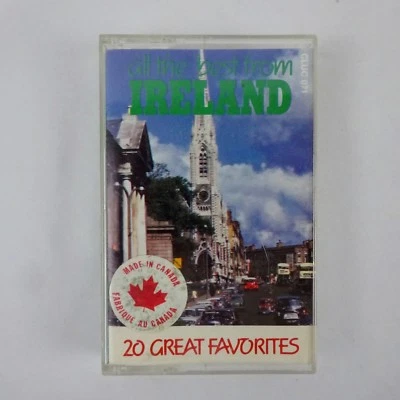 all the best from
IRELAND
MADE IN CANADA
FABRIQUÉ AU CANADA
20 GREAT FAVORITES